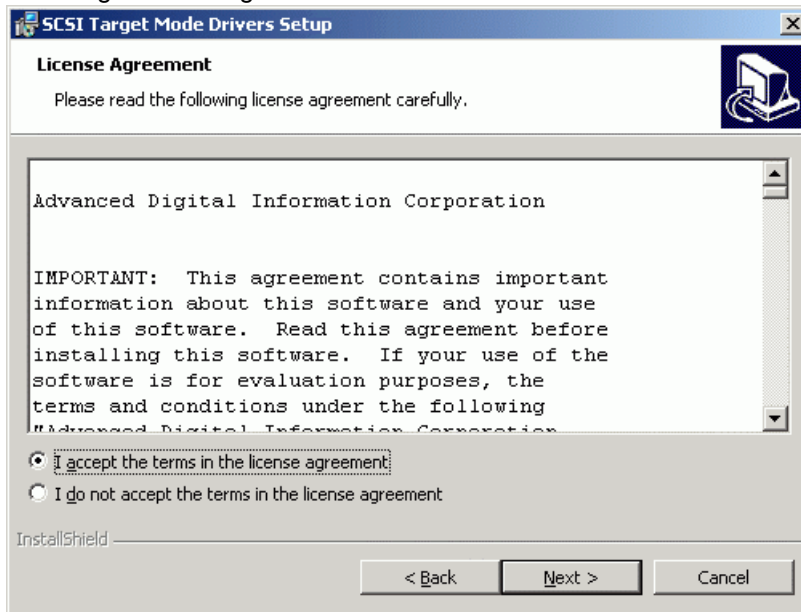 SCSI Target Mode Drivers Setup
License Agreement
Please read the following license agreement carefully.
Advanced Digital Information Corporation
IMPORTANT:  This agreement contains important
information about this software and your use
of this software.  Read this agreement before
installing this software.  If your use of the
software is for evaluation purposes, the
terms and conditions under the following
"Advanced Digital Information Corporation
I accept the terms in the license agreement
I do not accept the terms in the license agreement
InstallShield
< Back
Next >
Cancel